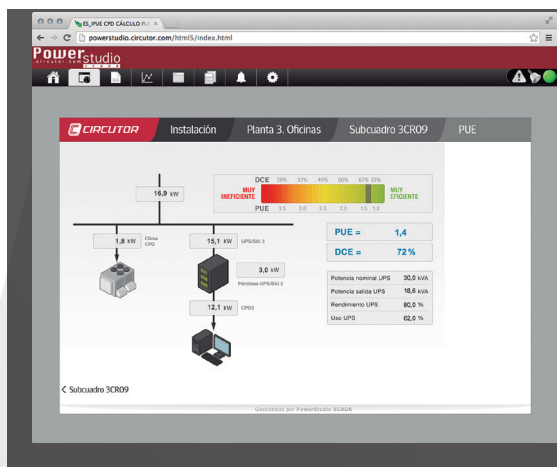 ES_IPUE CPD CÁLCULO PUE
powerstudio.circutor.com/html5/index.html
Powerstudio
circutor.com SCADA
CIRCUTOR Instalación Planta 3. Oficinas Subcuadro 3CR09 PUE
DCE 28% 33% 40% 50% 67% 83%
MUY INEFICIENTE MUY EFICIENTE
PUE 3.5 3.0 2.5 2.0 1.5 1.2
16,9 kW
1,8 kW Clima CPD
15,1 kW UPS/SAI 3
3,0 kW
Pérdidas UPS/SAI 3
12,1 kW CPD2
PUE = 1,4
DCE = 72 %
Potencia nominal UPS 30,0 kVA
Potencia salida UPS 18,6 kVA
Rendimiento UPS 80,0 %
Uso UPS 62,0 %
< Subcuadro 3CR09
Gestionado por PowerStudio SCADA